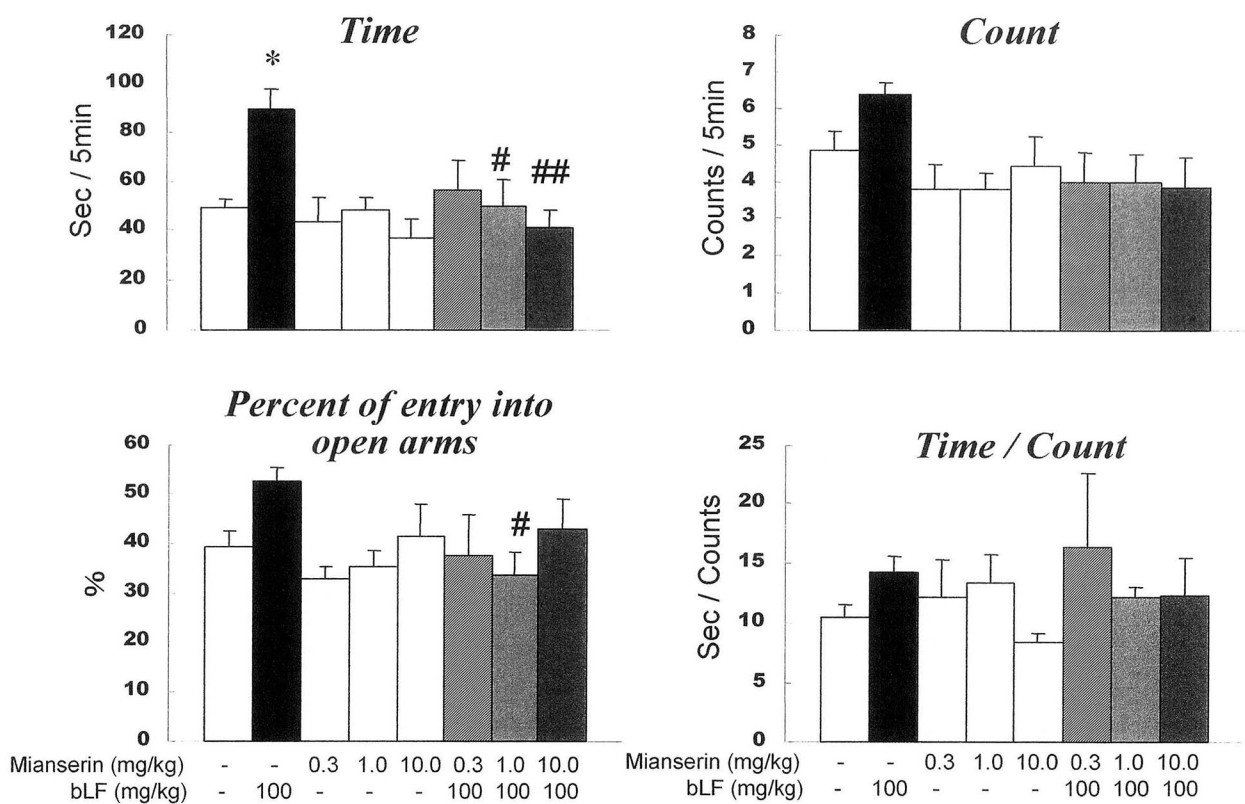 Time
120
100
80
60
40
20
0
Sec / 5min
*
#
##
Count
8
7
6
5
4
3
2
1
0
Counts / 5min
Percent of entry into
open arms
60
50
40
30
20
10
0
%
#
Time / Count
25
20
15
10
5
0
Sec / Counts
Mianserin (mg/kg) - - 0.3 1.0 10.0 0.3 1.0 10.0
bLF (mg/kg) - 100 - - - 100 100 100
Mianserin (mg/kg) - - 0.3 1.0 10.0 0.3 1.0 10.0
bLF (mg/kg) - 100 - - - 100 100 100